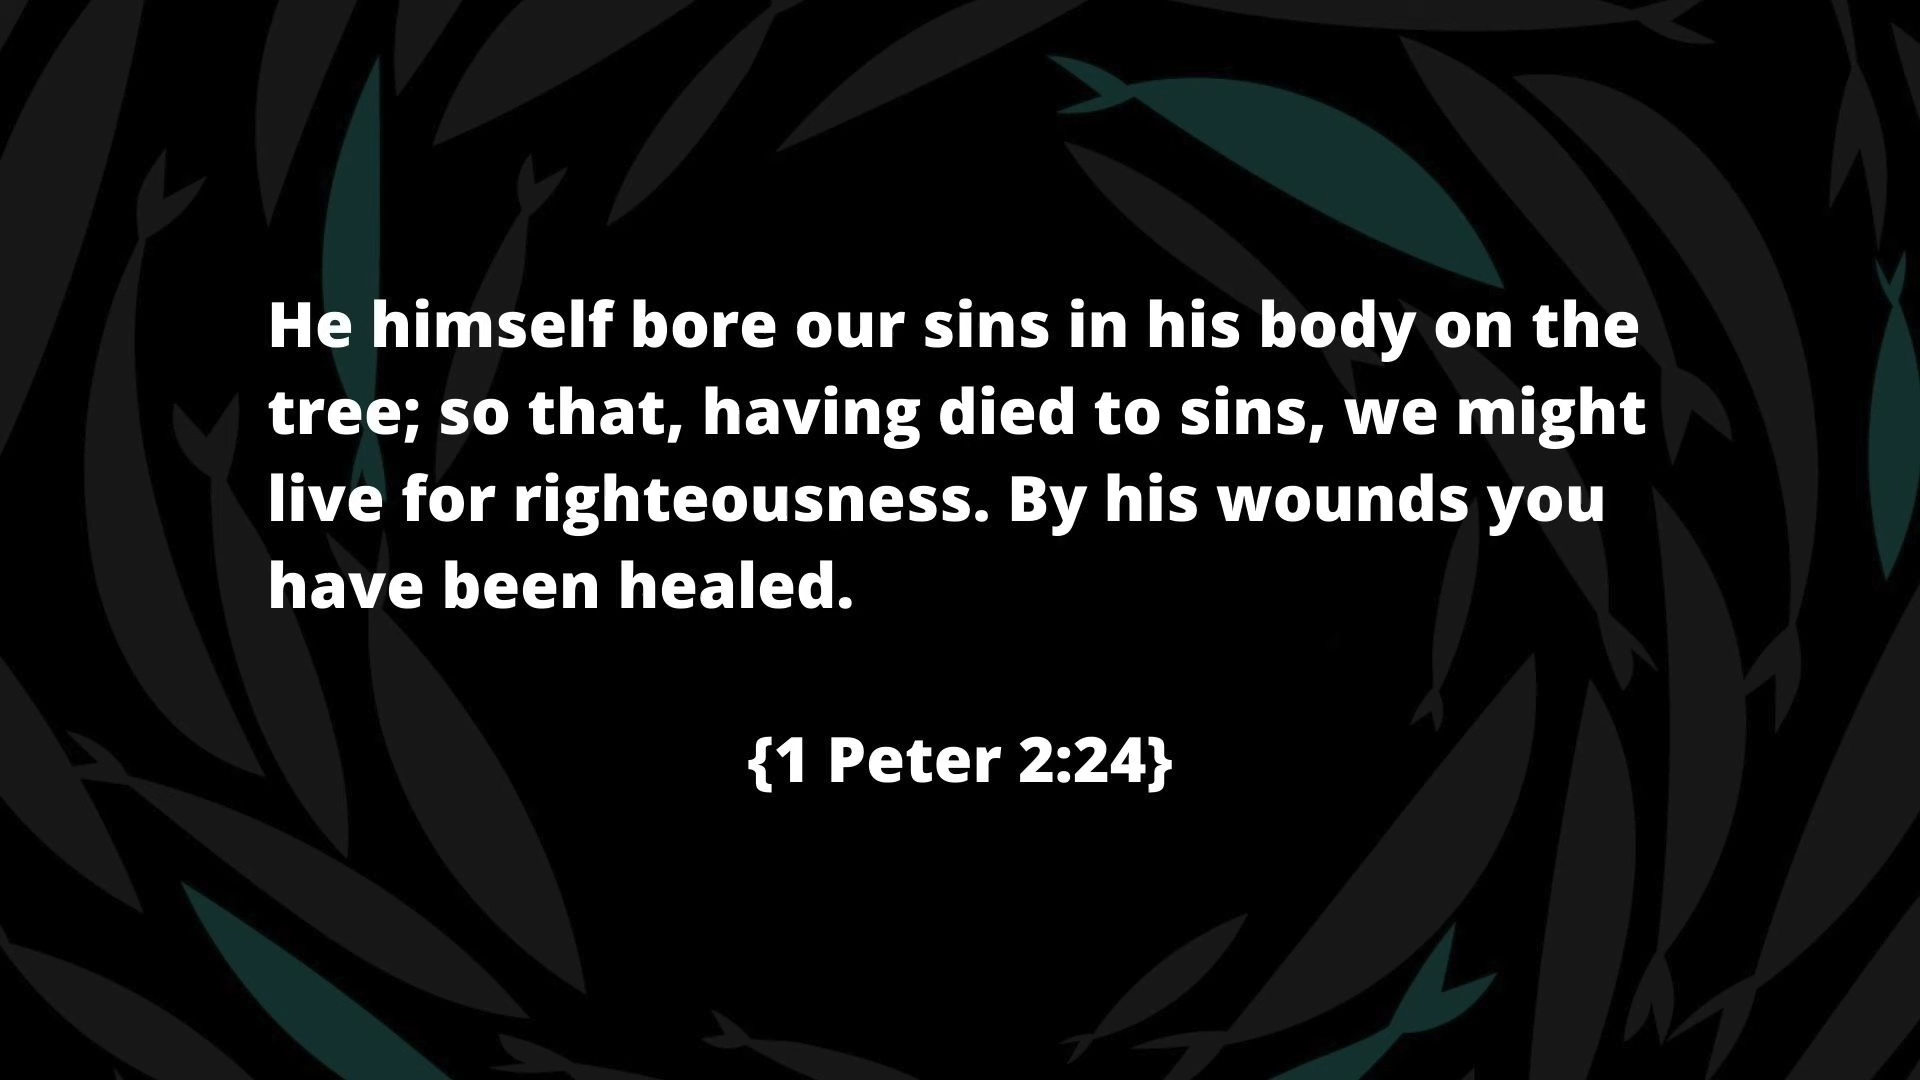 He himself bore our sins in his body on the
tree; so that, having died to sins, we might
live for righteousness. By his wounds you
have been healed.
{1 Peter 2:24}